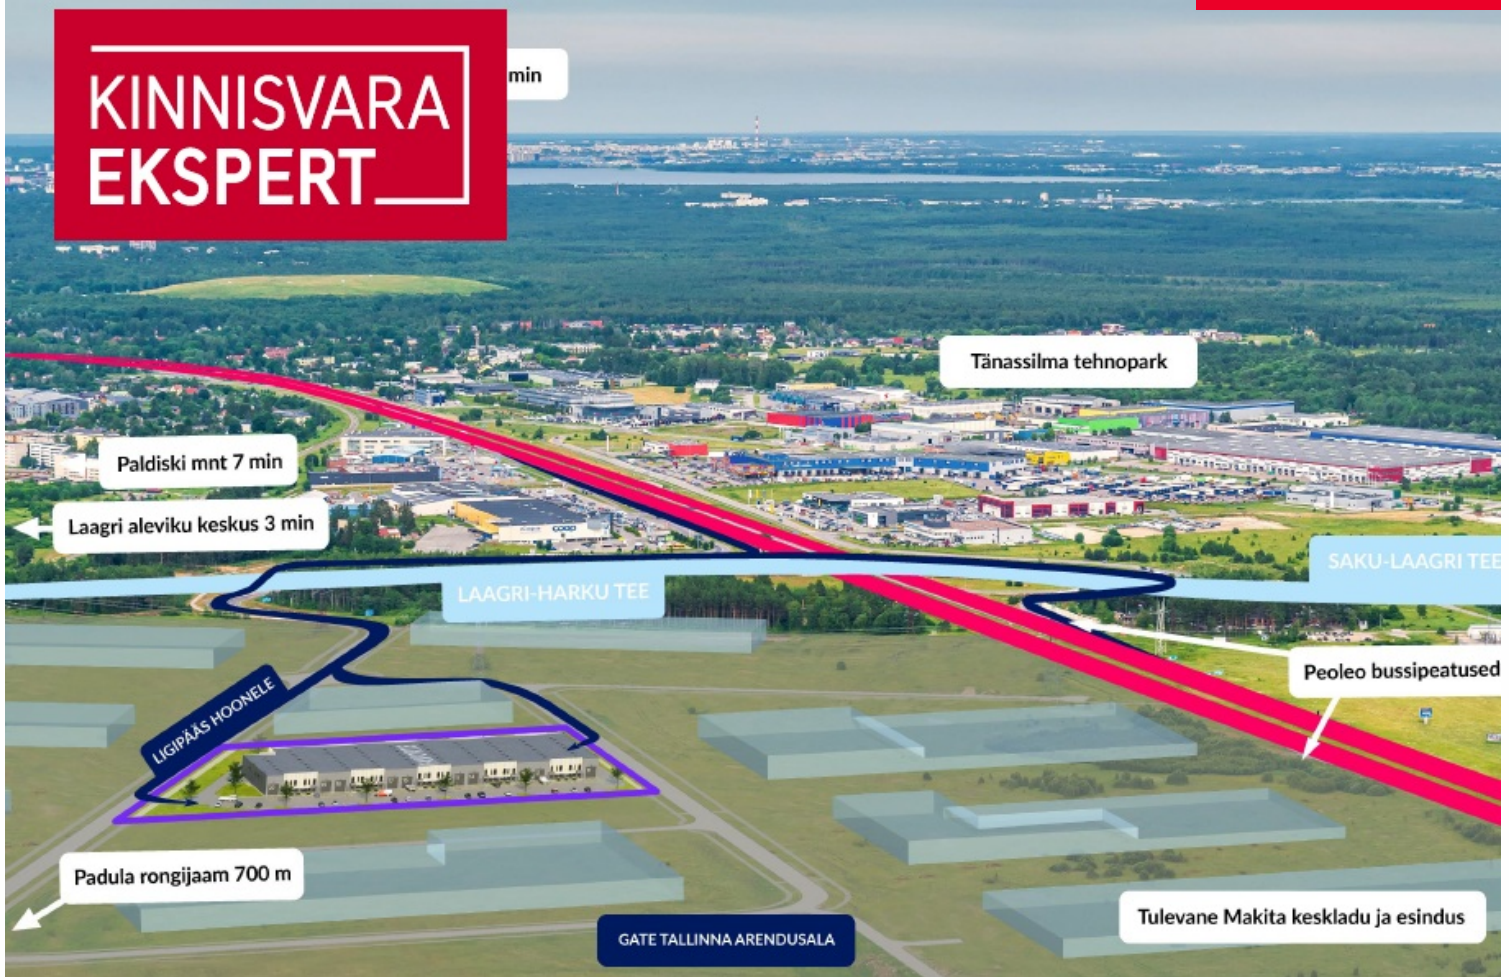 KINNISVARA
EKSPERT
min
Tänassilma tehnopark
Paldiski mnt 7 min
Laagri aleviku keskus 3 min
COOP
LAAGRI-HARKU TEE
SAKU-LAAGRI TEE
LIGIPÄÄS HOONELE
Peoleo bussipeatused
Padula rongijaam 700 m
Tulevane Makita keskladu ja esindus
GATE TALLINNA ARENDUSALA